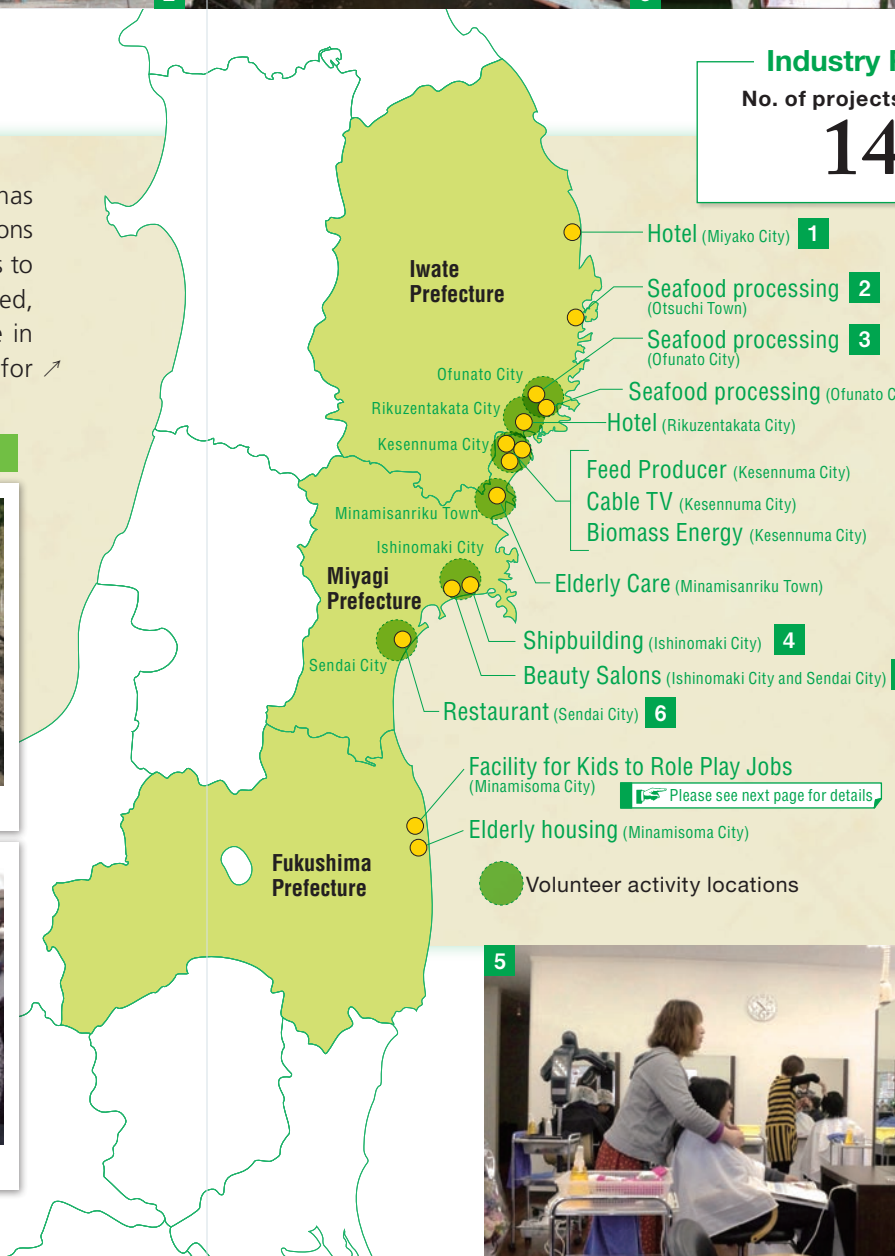 2
3
Industry
No. of projects
14
has
ons
s to
ed,
e in
for ↗
Iwate
Prefecture
Hotel (Miyako City) 1
Seafood processing 2
(Otsuchi Town)
Seafood processing 3
(Ofunato City)
Seafood processing (Ofunato C
Hotel (Rikuzentakata City)
Ofunato City
Rikuzentakata City
Kesennuma City
Feed Producer (Kesennuma City)
Cable TV (Kesennuma City)
Biomass Energy (Kesennuma City)
Minamisanriku Town
Ishinomaki City
Miyagi
Prefecture
Elderly Care (Minamisanriku Town)
Shipbuilding (Ishinomaki City) 4
Beauty Salons (Ishinomaki City and Sendai City)
Sendai City
Restaurant (Sendai City) 6
Facility for Kids to Role Play Jobs
(Minamisoma City)
Please see next page for details
Elderly housing (Minamisoma City)
Fukushima
Prefecture
Volunteer activity locations
5